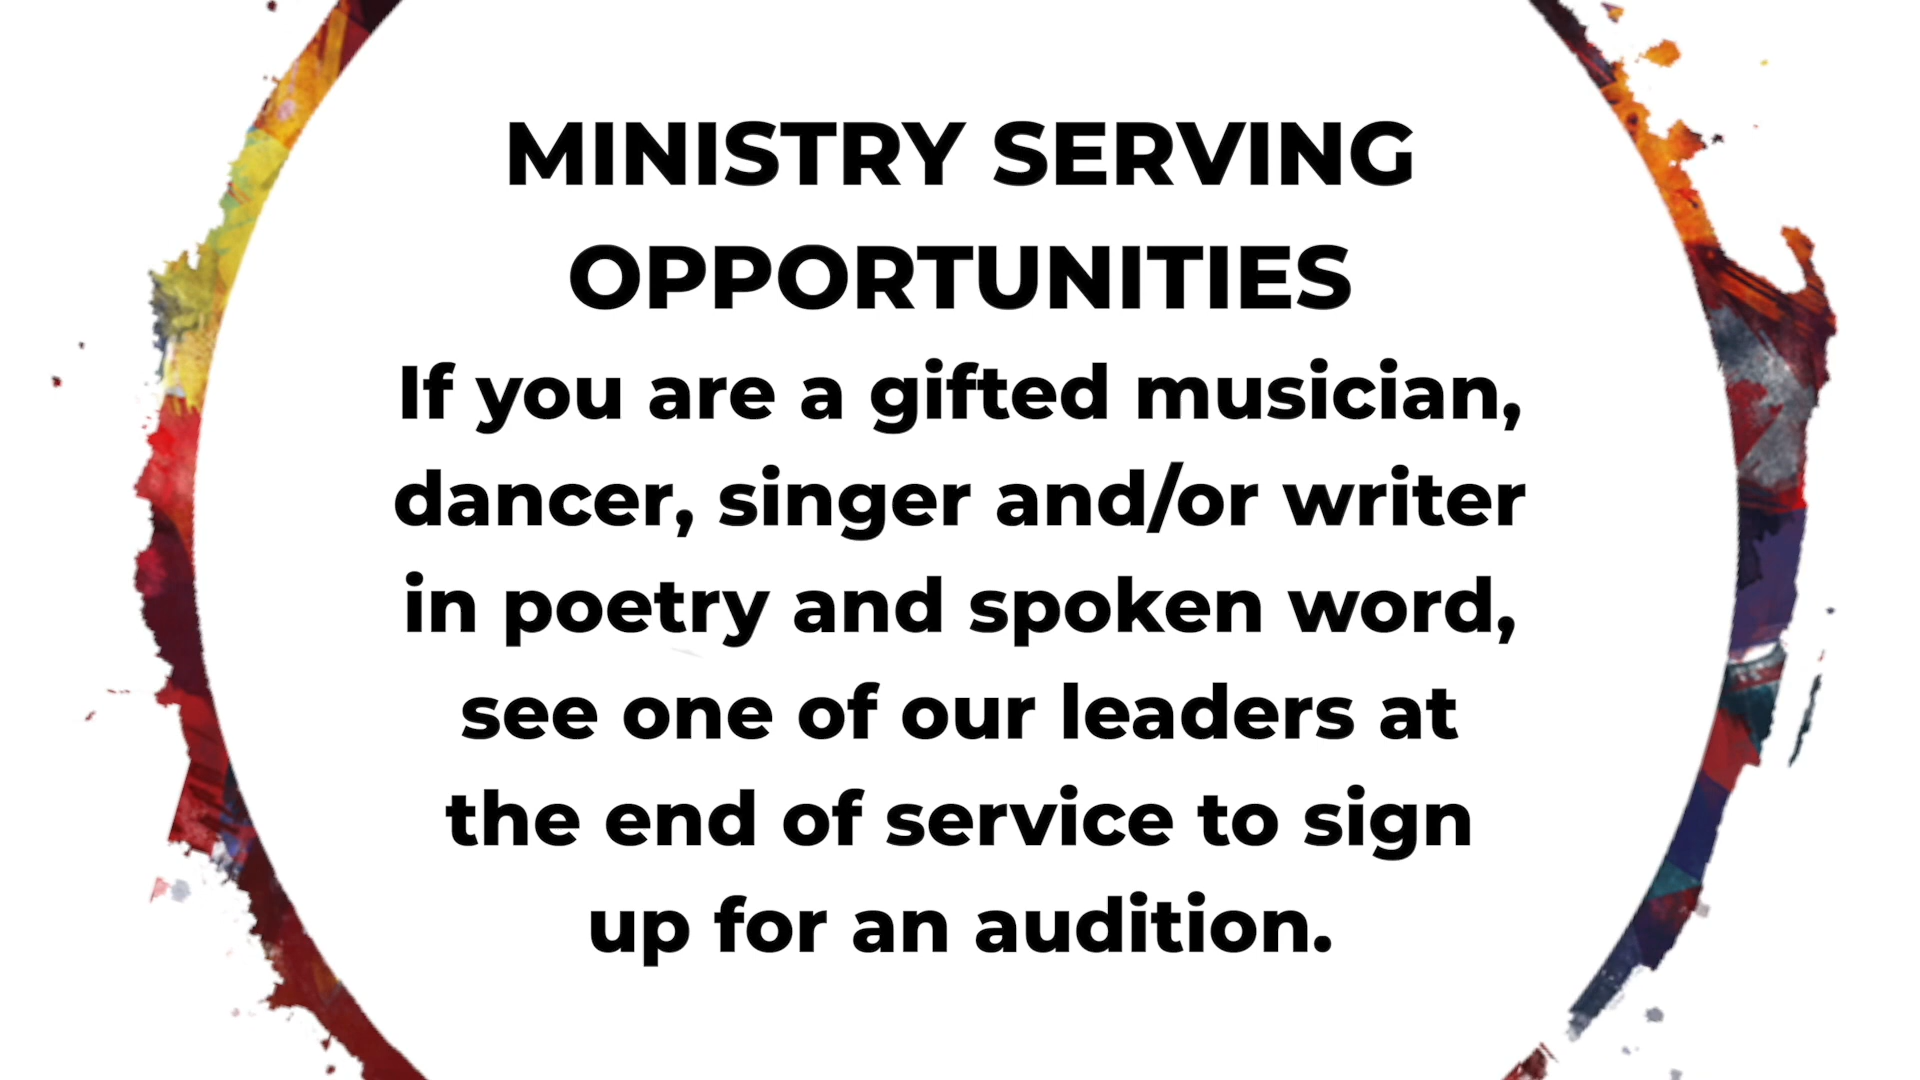 MINISTRY SERVING
OPPORTUNITIES
If you are a gifted musician,
dancer, singer and/or writer
in poetry and spoken word,
see one of our leaders at
the end of service to sign
up for an audition.